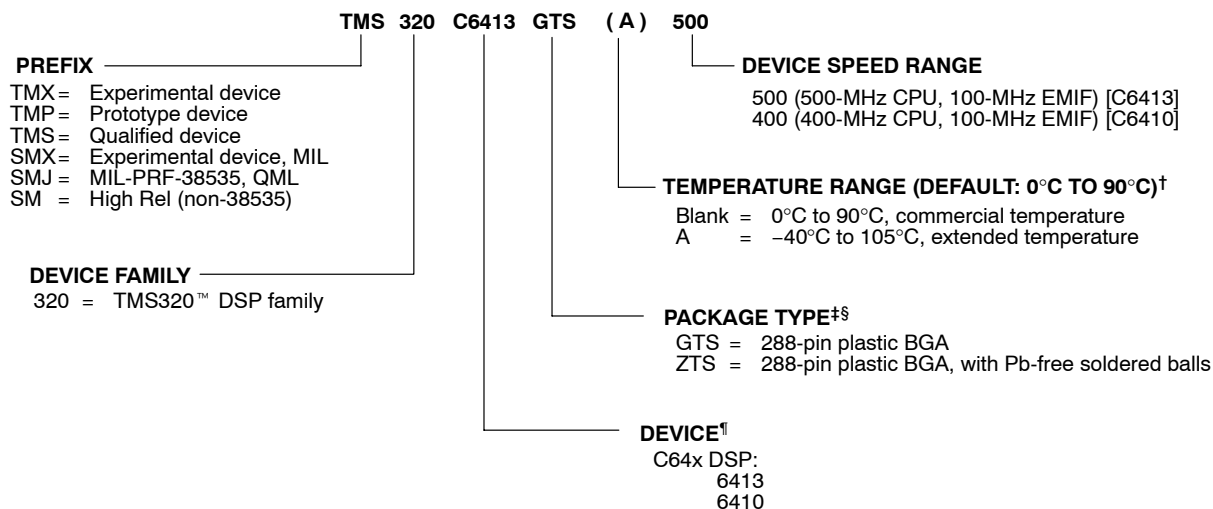 TMS 320 C6413 GTS ( A ) 500
PREFIX
TMX = Experimental device
TMP = Prototype device
TMS = Qualified device
SMX = Experimental device, MIL
SMJ = MIL-PRF-38535, QML
SM = High Rel (non-38535)
DEVICE SPEED RANGE
500 (500-MHz CPU, 100-MHz EMIF) [C6413]
400 (400-MHz CPU, 100-MHz EMIF) [C6410]
TEMPERATURE RANGE (DEFAULT: 0°C TO 90°C)†
Blank = 0°C to 90°C, commercial temperature
A = −40°C to 105°C, extended temperature
DEVICE FAMILY
320 = TMS320™ DSP family
PACKAGE TYPE‡§
GTS = 288-pin plastic BGA
ZTS = 288-pin plastic BGA, with Pb-free soldered balls
DEVICE¶
C64x DSP:
6413
6410